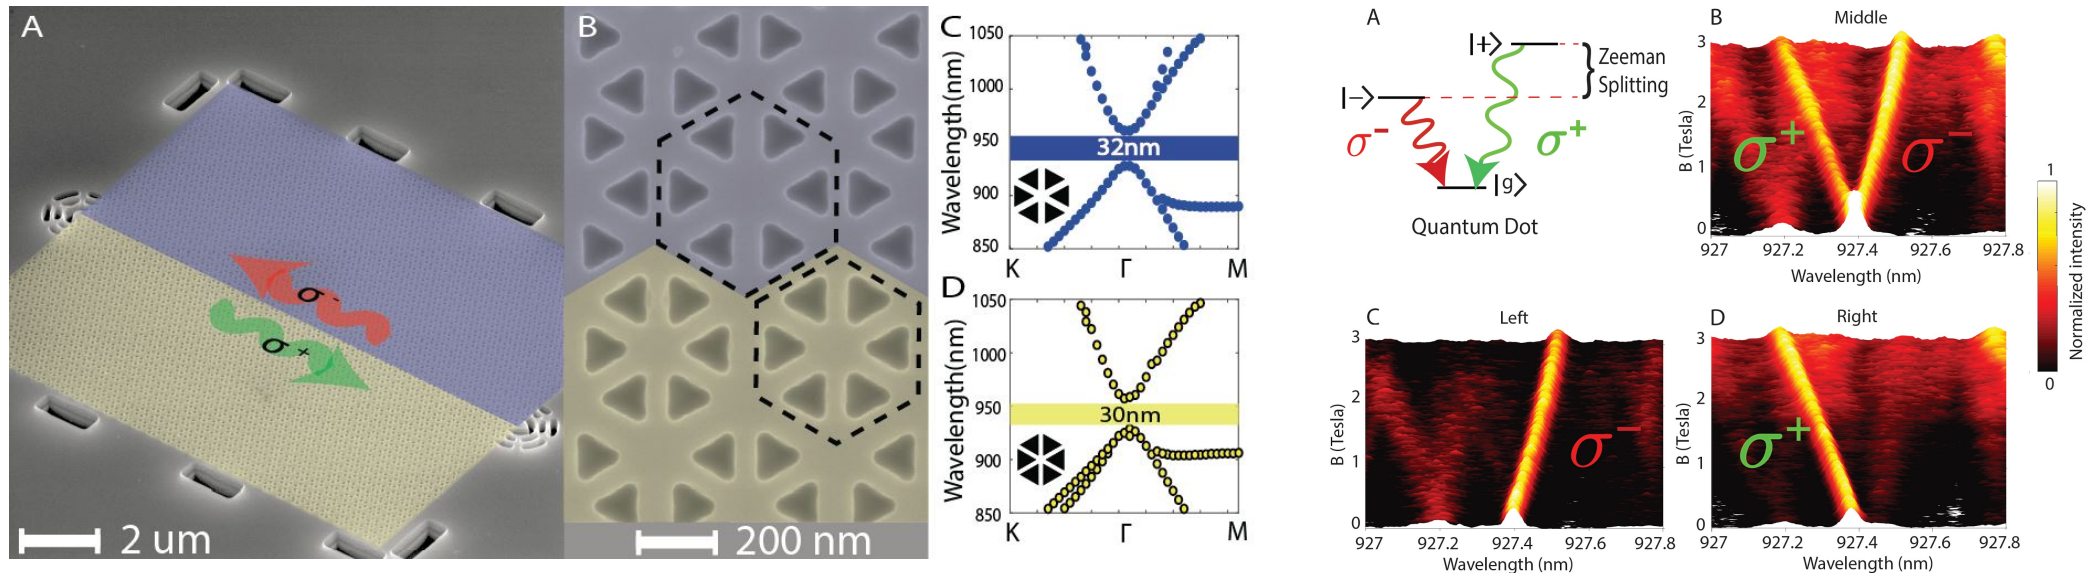 A
σ -
σ +
2 um
B
200 nm
C
Wavelength(nm)
1050
1000
950
900
850
32nm
K Γ M
D
Wavelength(nm)
1050
1000
950
900
850
30nm
K Γ M
A
|+>
|−>
Zeeman
Splitting
σ−
σ+
|g>
Quantum Dot
B
Middle
B (Tesla)
3
2
1
0
σ+
σ−
927 927.2 927.4 927.6 927.8
Wavelength (nm)
C
Left
B (Tesla)
3
2
1
0
σ−
927 927.2 927.4 927.6 927.8
Wavelength (nm)
D
Right
B (Tesla)
3
2
1
0
σ+
927 927.2 927.4 927.6 927.8
Wavelength (nm)
1
0
Normalized intensity